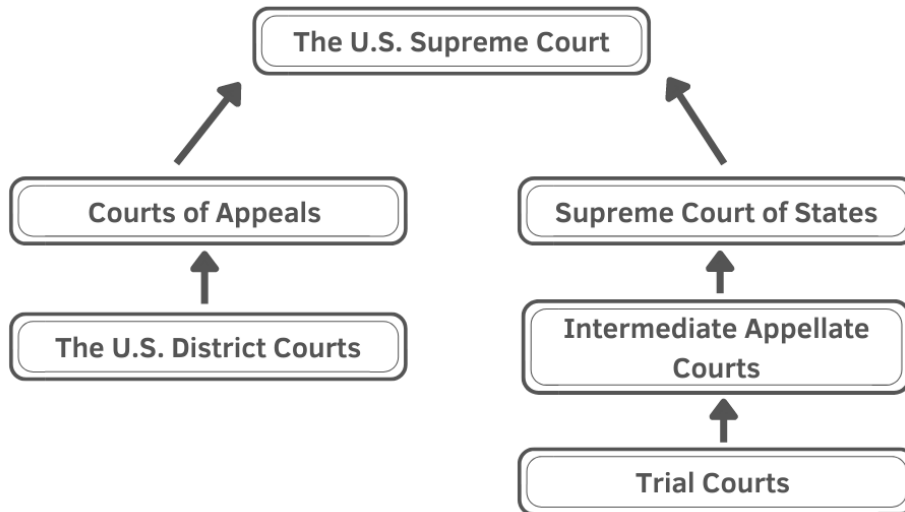 The U.S. Supreme Court
Courts of Appeals
Supreme Court of States
The U.S. District Courts
Intermediate Appellate
Courts
Trial Courts